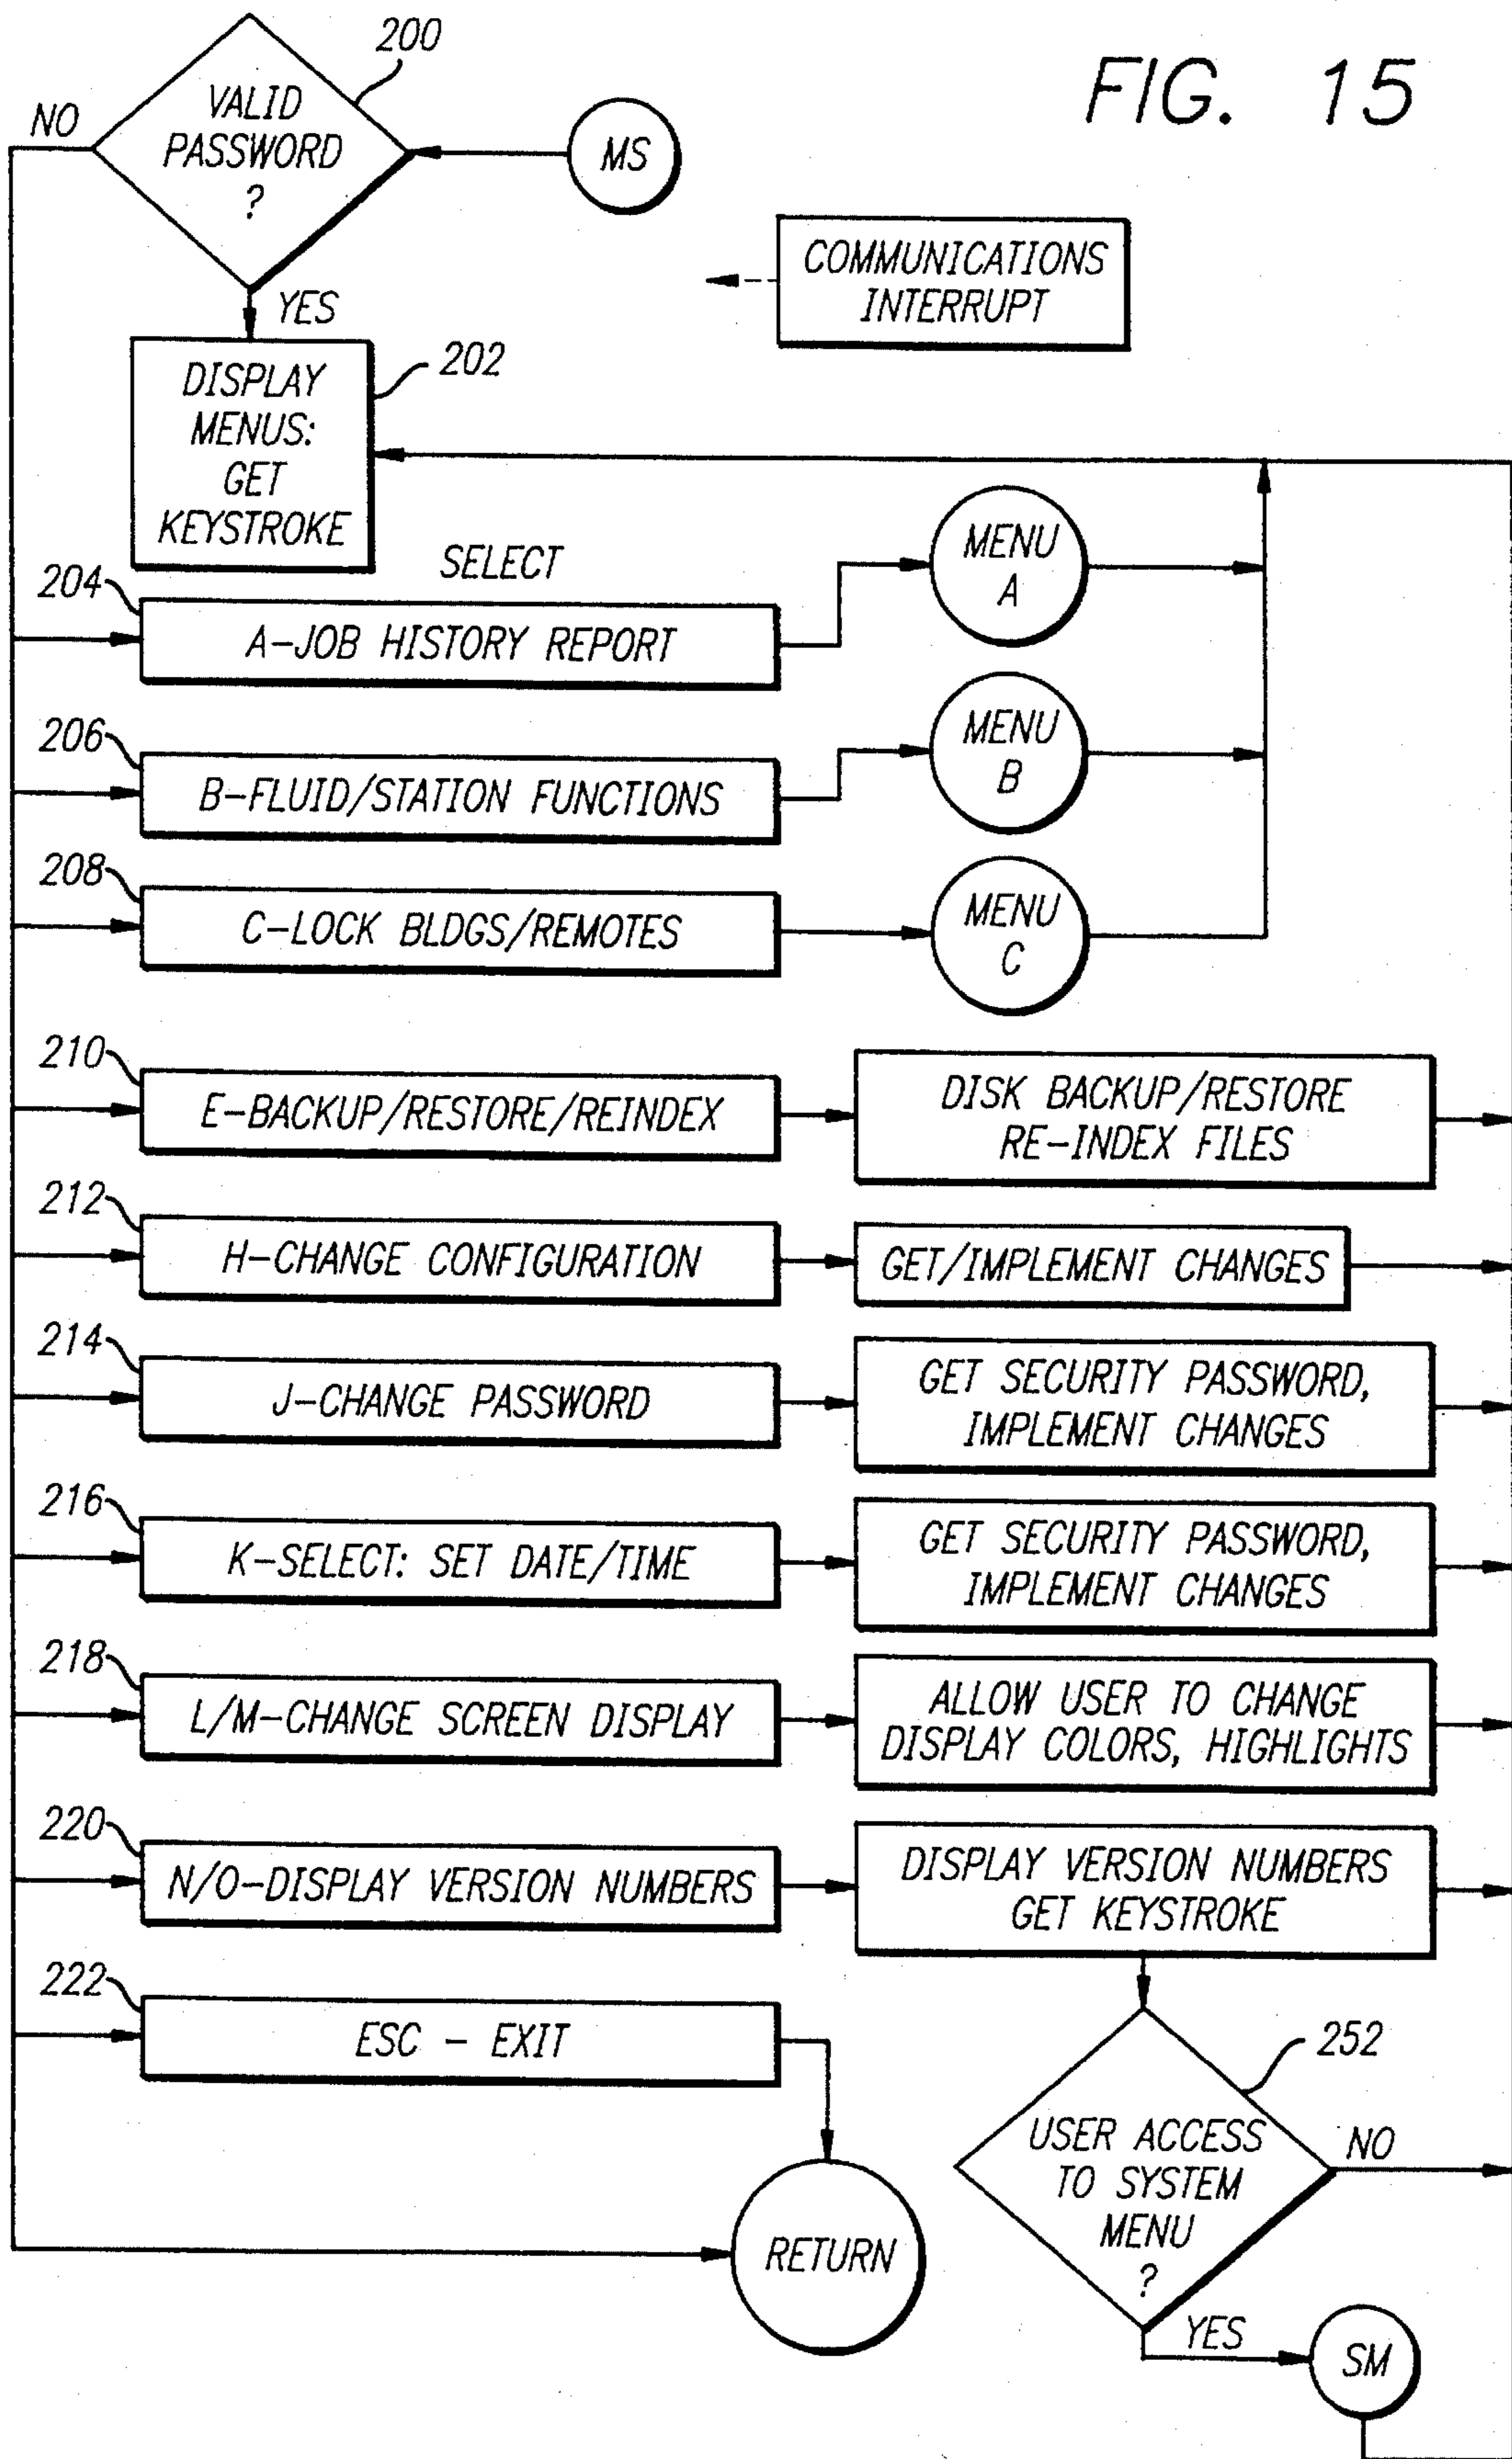 FIG. 15
200
NO
VALID
PASSWORD
?
MS
YES
COMMUNICATIONS
INTERRUPT
202
DISPLAY
MENUS:
GET
KEYSTROKE
SELECT
204
A-JOB HISTORY REPORT
MENU
A
206
B-FLUID/STATION FUNCTIONS
MENU
B
208
C-LOCK BLDGS/REMOTES
MENU
C
210
E-BACKUP/RESTORE/REINDEX
DISK BACKUP/RESTORE
RE-INDEX FILES
212
H-CHANGE CONFIGURATION
GET/IMPLEMENT CHANGES
214
J-CHANGE PASSWORD
GET SECURITY PASSWORD,
IMPLEMENT CHANGES
216
K-SELECT: SET DATE/TIME
GET SECURITY PASSWORD,
IMPLEMENT CHANGES
218
L/M-CHANGE SCREEN DISPLAY
ALLOW USER TO CHANGE
DISPLAY COLORS, HIGHLIGHTS
220
N/O-DISPLAY VERSION NUMBERS
DISPLAY VERSION NUMBERS
GET KEYSTROKE
222
ESC - EXIT
252
USER ACCESS
TO SYSTEM
MENU
?
NO
RETURN
YES
SM